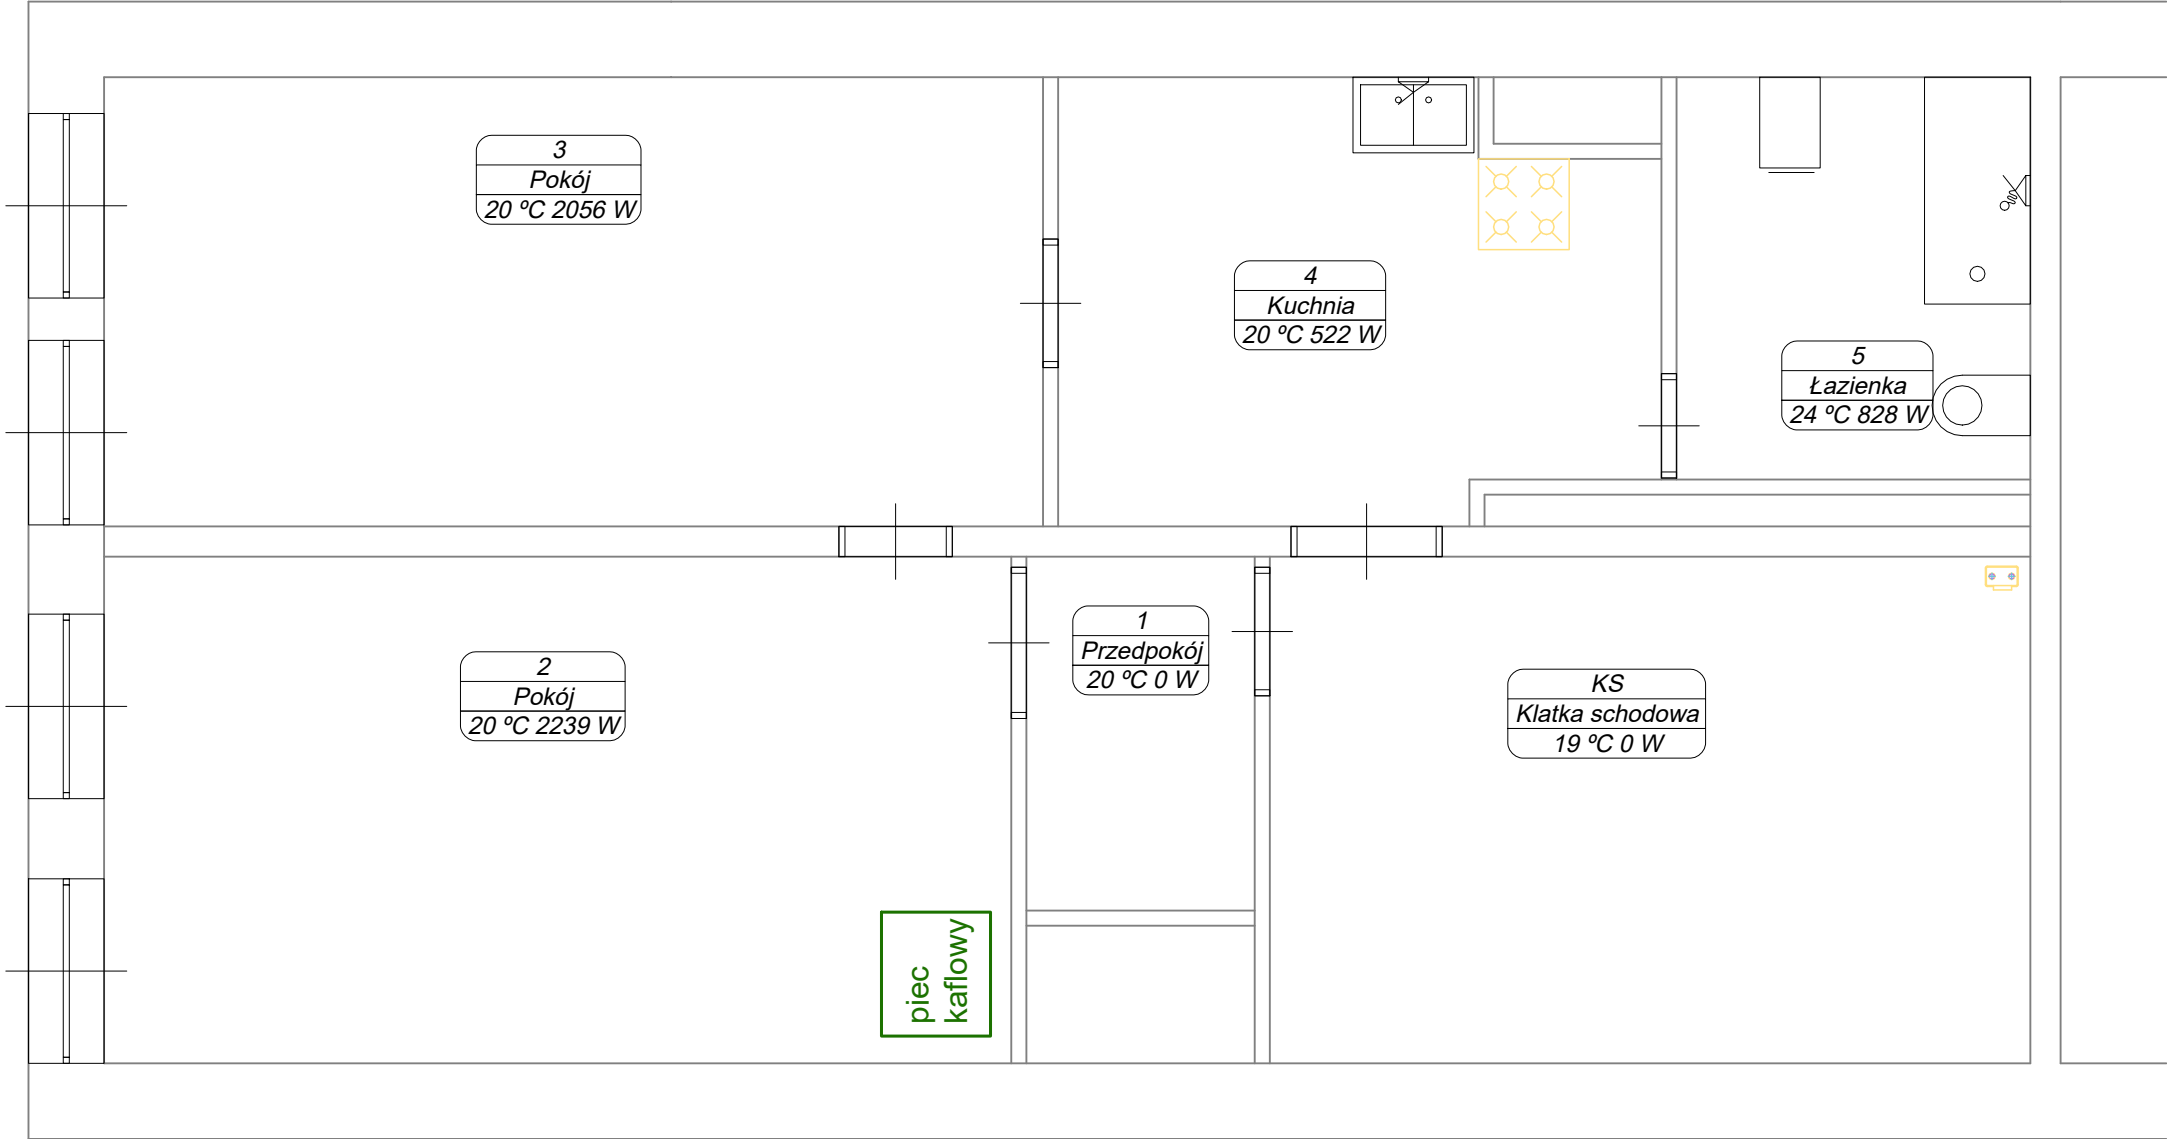 3
Pokój
20 ºC 2056 W
4
Kuchnia
20 ºC 522 W
5
Łazienka
24 ºC 828 W
1
Przedpokój
20 ºC 0 W
2
Pokój
20 ºC 2239 W
KS
Klatka schodowa
19 ºC 0 W
piec
kaflowy